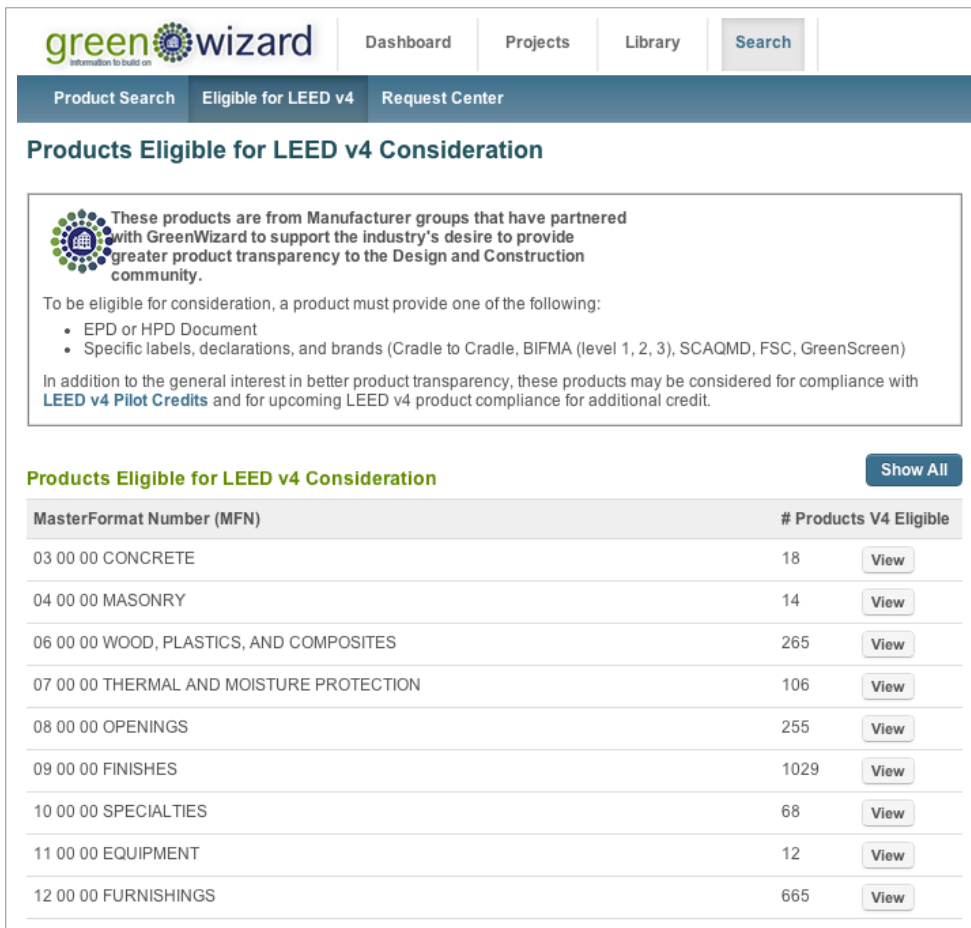 greenwizard
information to build on
Dashboard Projects Library Search
Product Search Eligible for LEED v4 Request Center
Products Eligible for LEED v4 Consideration
These products are from Manufacturer groups that have partnered
with GreenWizard to support the industry's desire to provide
greater product transparency to the Design and Construction
community.
To be eligible for consideration, a product must provide one of the following:
• EPD or HPD Document
• Specific labels, declarations, and brands (Cradle to Cradle, BIFMA (level 1, 2, 3), SCAQMD, FSC, GreenScreen)
In addition to the general interest in better product transparency, these products may be considered for compliance with
LEED v4 Pilot Credits and for upcoming LEED v4 product compliance for additional credit.
Products Eligible for LEED v4 Consideration Show All
MasterFormat Number (MFN) # Products V4 Eligible
03 00 00 CONCRETE 18 View
04 00 00 MASONRY 14 View
06 00 00 WOOD, PLASTICS, AND COMPOSITES 265 View
07 00 00 THERMAL AND MOISTURE PROTECTION 106 View
08 00 00 OPENINGS 255 View
09 00 00 FINISHES 1029 View
10 00 00 SPECIALTIES 68 View
11 00 00 EQUIPMENT 12 View
12 00 00 FURNISHINGS 665 View